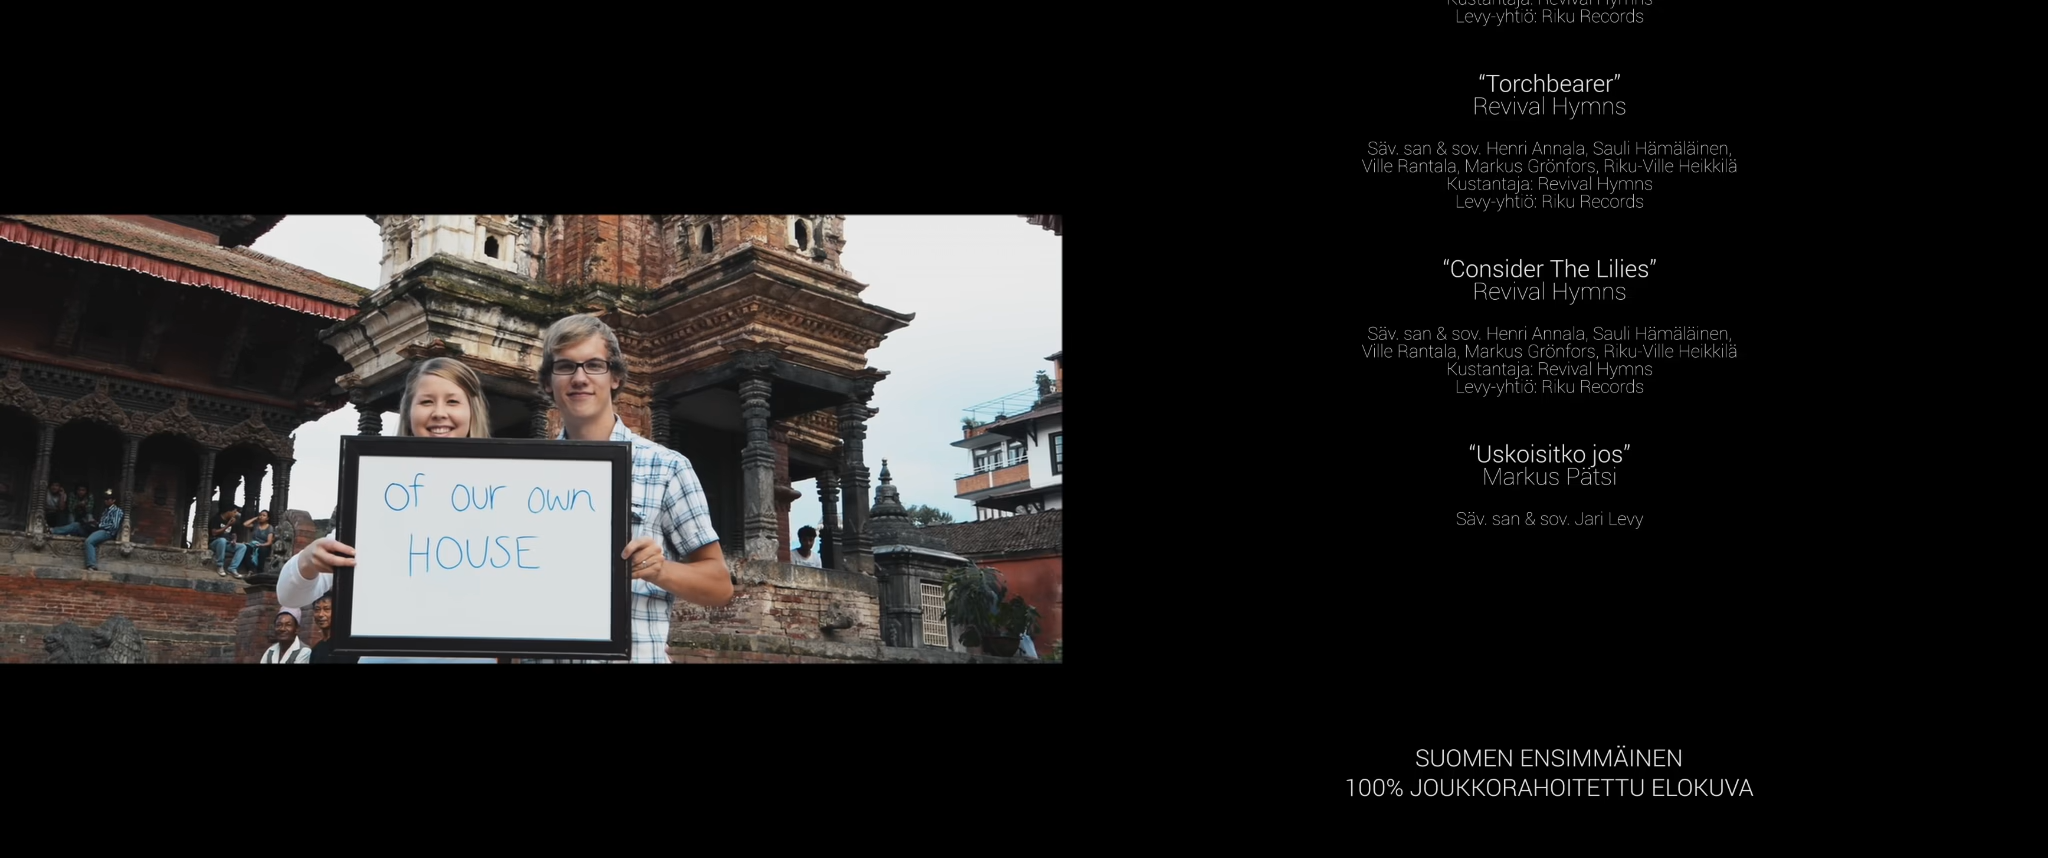 of our own
HOUSE
Levy-yhtiö: Riku Records
“Torchbearer”
Revival Hymns
Säv. san & sov. Henri Annala, Sauli Hämäläinen,
Ville Rantala, Markus Grönfors, Riku-Ville Heikkilä
Kustantaja: Revival Hymns
Levy-yhtiö: Riku Records
“Consider The Lilies”
Revival Hymns
Säv. san & sov. Henri Annala, Sauli Hämäläinen,
Ville Rantala, Markus Grönfors, Riku-Ville Heikkilä
Kustantaja: Revival Hymns
Levy-yhtiö: Riku Records
“Uskoisitko jos”
Markus Pätsi
Säv. san & sov. Jari Levy
SUOMEN ENSIMMÄINEN
100% JOUKKORAHOITETTU ELOKUVA